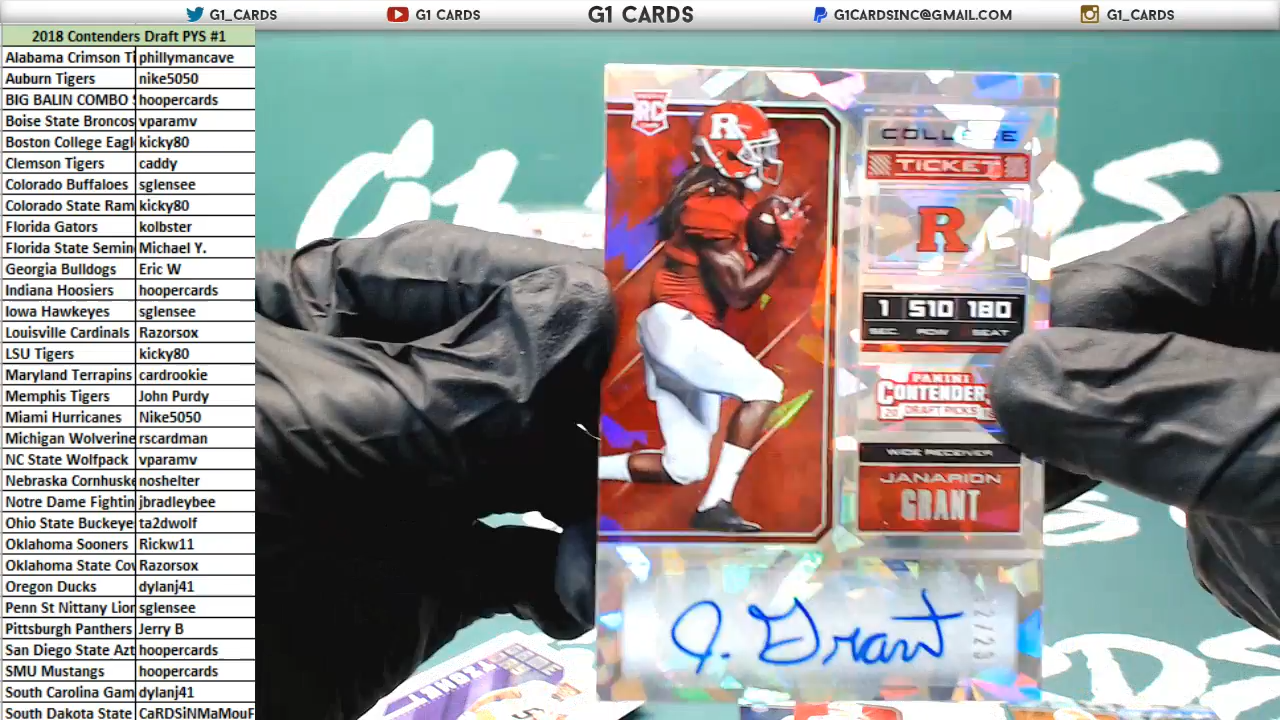 G1_CARDS G1 CARDS G1 CARDS G1CARDSINC@GMAIL.COM G1_CARDS
2018 Contenders Draft PYS #1
Alabama Crimson Ti phillymancave
Auburn Tigers nike5050
BIG BALIN COMBO hoopercards
Boise State Broncos vparamv
Boston College Eagl kicky80
Clemson Tigers caddy
Colorado Buffaloes sglensee
Colorado State Ram kicky80
Florida Gators kolbster
Florida State Semin Michael Y.
Georgia Bulldogs Eric W
Indiana Hoosiers hoopercards
Iowa Hawkeyes sglensee
Louisville Cardinals Razorsox
LSU Tigers kicky80
Maryland Terrapins cardrookie
Memphis Tigers John Purdy
Miami Hurricanes Nike5050
Michigan Wolverine rscardman
NC State Wolfpack vparamv
Nebraska Cornhuske noshelter
Notre Dame Fightin jbradleybee
Ohio State Buckeye ta2dwolf
Oklahoma Sooners Rickw11
Oklahoma State Cov Razorsox
Oregon Ducks dylanj41
Penn St Nittany Lion sglensee
Pittsburgh Panthers Jerry B
San Diego State Azt hoopercards
SMU Mustangs hoopercards
South Carolina Gam dylanj41
South Dakota State CaRDSiNMaMouF
RC
R
COLLEGE
TICKET
R
1 510 180
SEC. ROW SEAT
PANINI
CONTENDER
DRAFT PICKS
WIDE RECEIVER
JANARION
GRANT
J. Grant